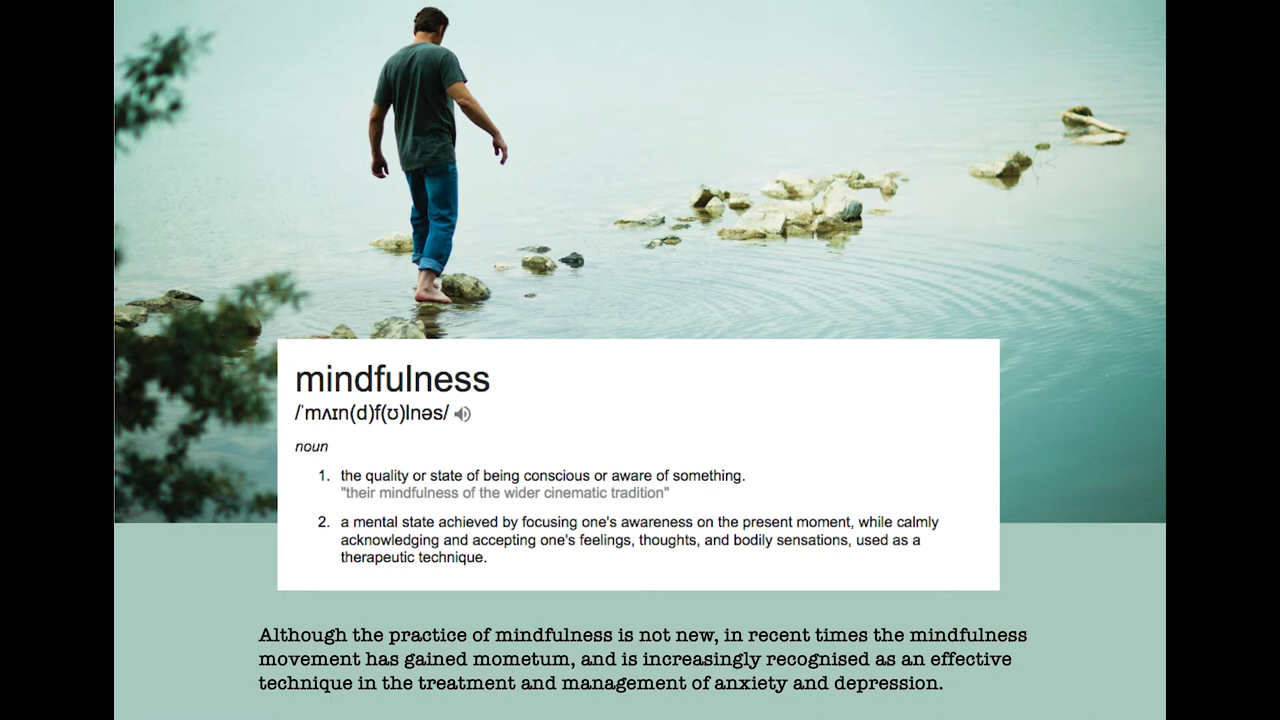 mindfulness
/ˈmʌɪn(d)f(ʊ)lnəs/
noun
1. the quality or state of being conscious or aware of something.
"their mindfulness of the wider cinematic tradition"
2. a mental state achieved by focusing one's awareness on the present moment, while calmly
acknowledging and accepting one's feelings, thoughts, and bodily sensations, used as a
therapeutic technique.
Although the practice of mindfulness is not new, in recent times the mindfulness
movement has gained mometum, and is increasingly recognised as an effective
technique in the treatment and management of anxiety and depression.